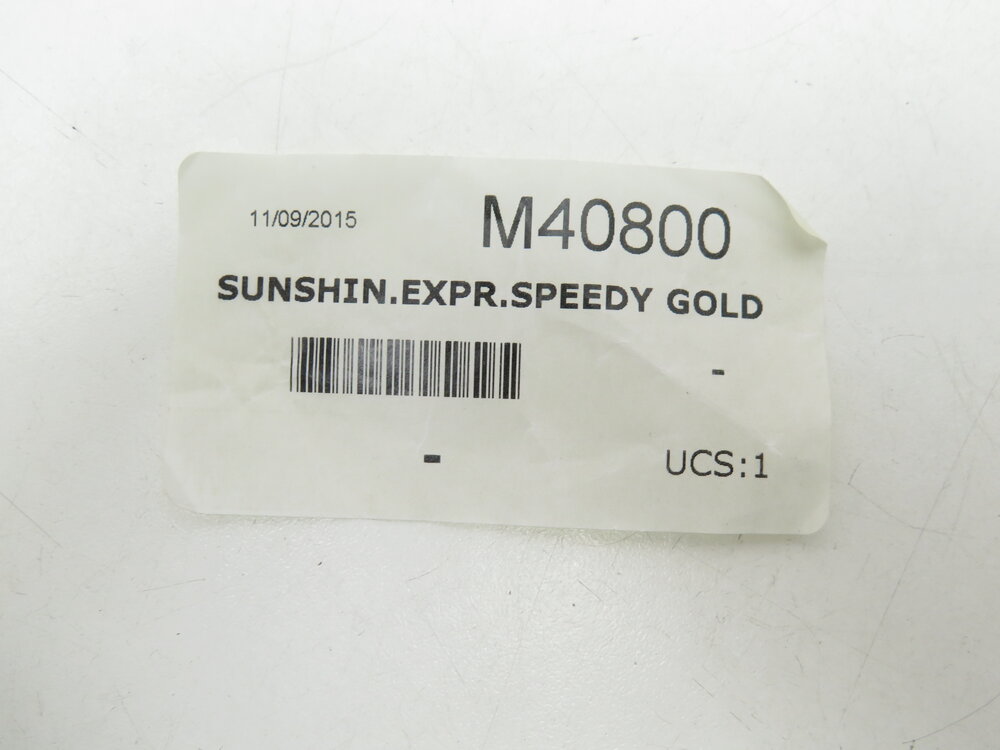 11/09/2015 M40800
SUNSHIN.EXPR.SPEEDY GOLD
-
- UCS:1